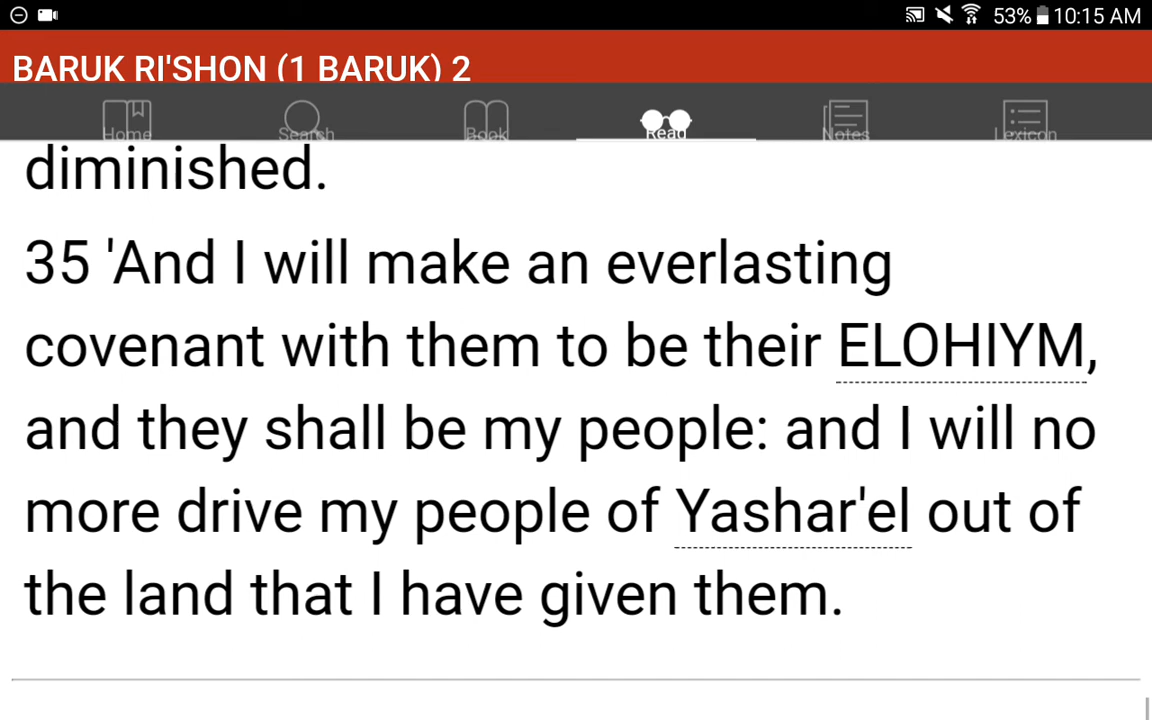 53% 10:15 AM
BARUK RI'SHON (1 BARUK) 2
Home Search Book Read Notes Lexicon
diminished.
35 'And I will make an everlasting
covenant with them to be their ELOHIYM,
and they shall be my people: and I will no
more drive my people of Yashar'el out of
the land that I have given them.